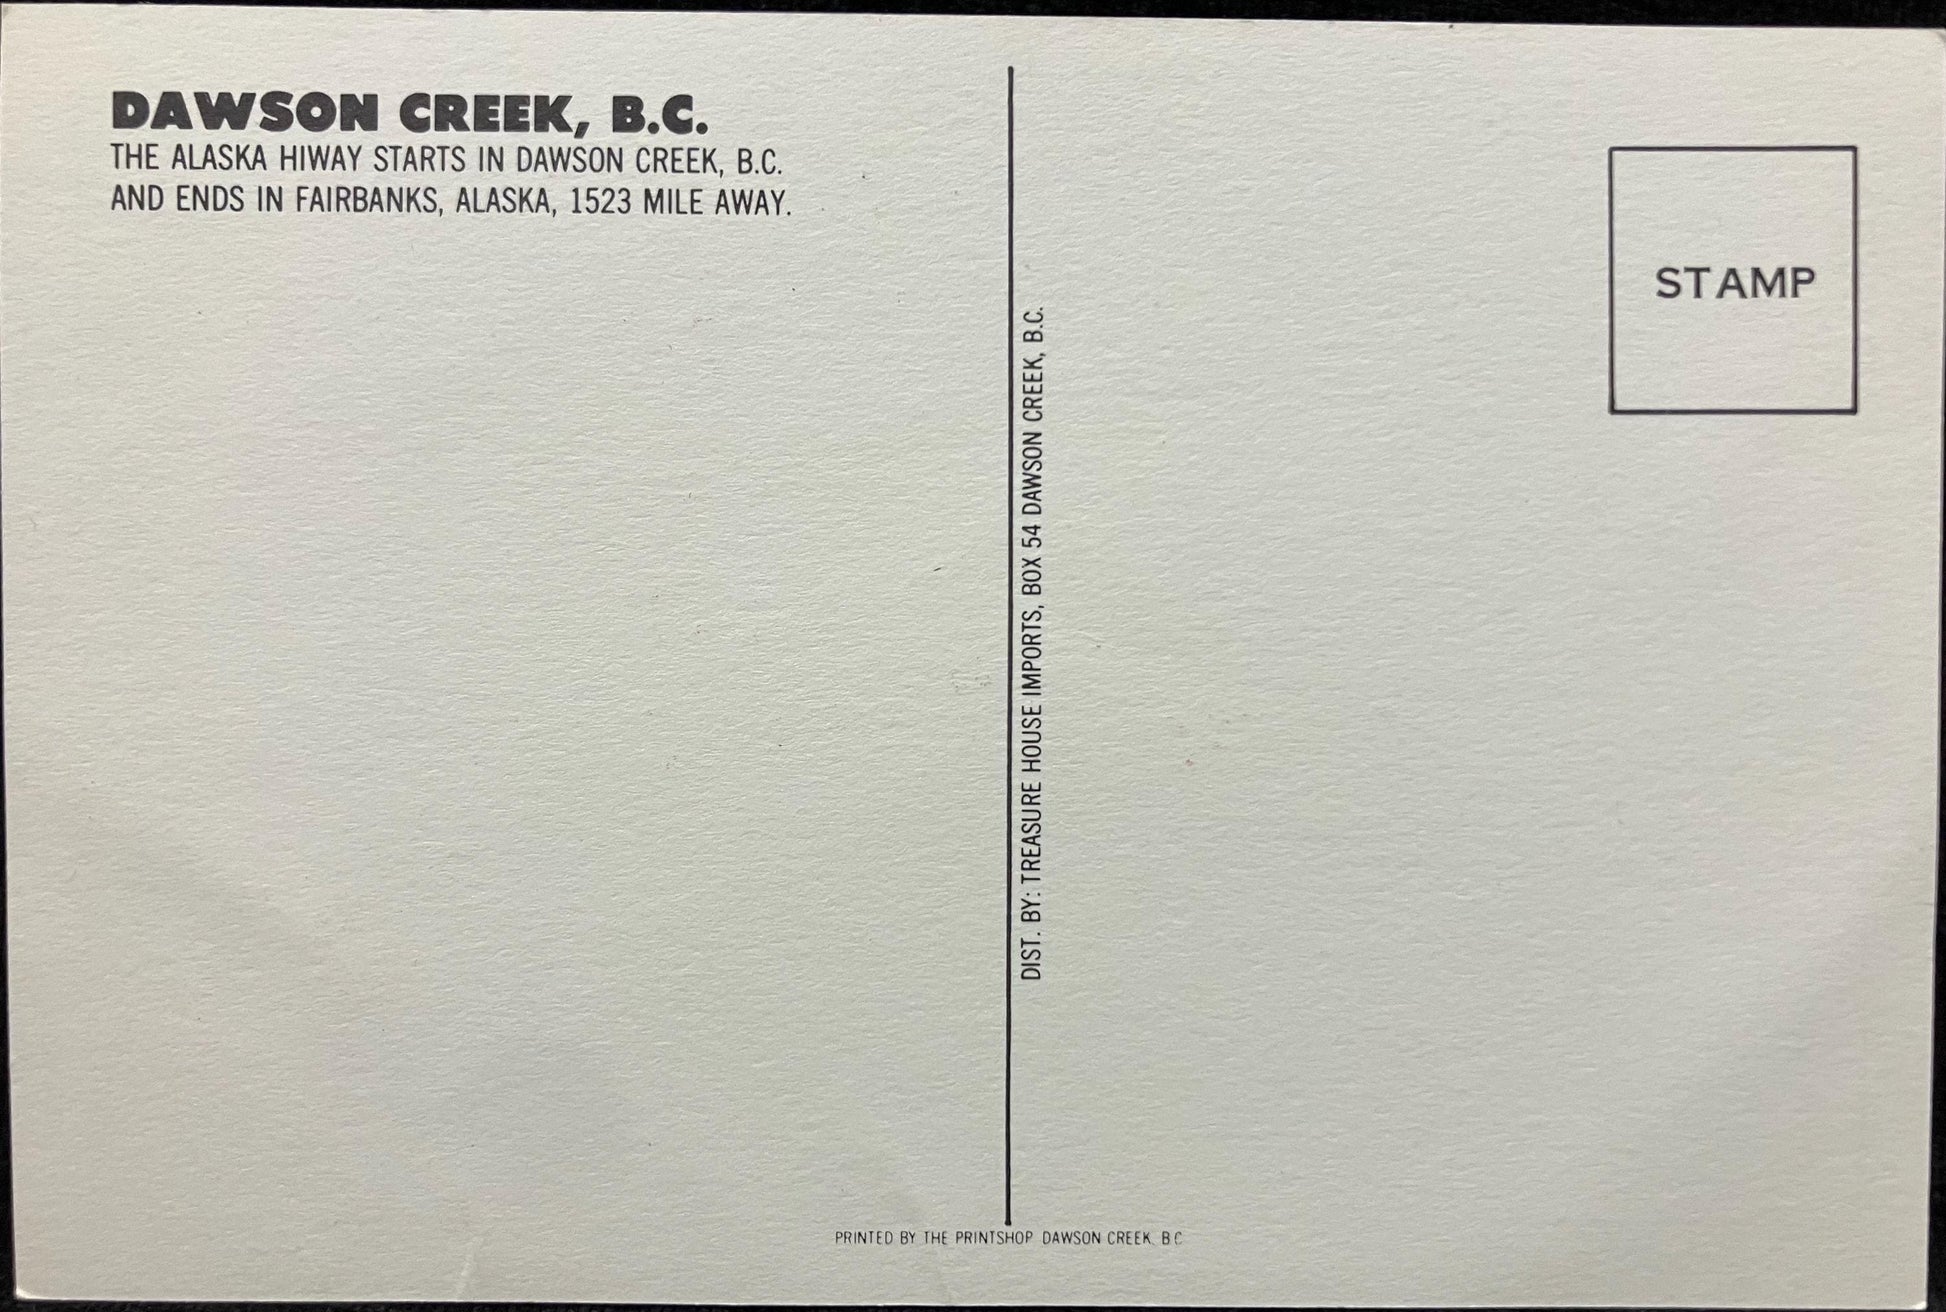 DAWSON CREEK, B.C.
THE ALASKA HIWAY STARTS IN DAWSON CREEK, B.C.
AND ENDS IN FAIRBANKS, ALASKA, 1523 MILE AWAY.
DIST. BY: TREASURE HOUSE IMPORTS, BOX 54 DAWSON CREEK, B.C.
STAMP
PRINTED BY THE PRINTSHOP DAWSON CREEK, B.C.